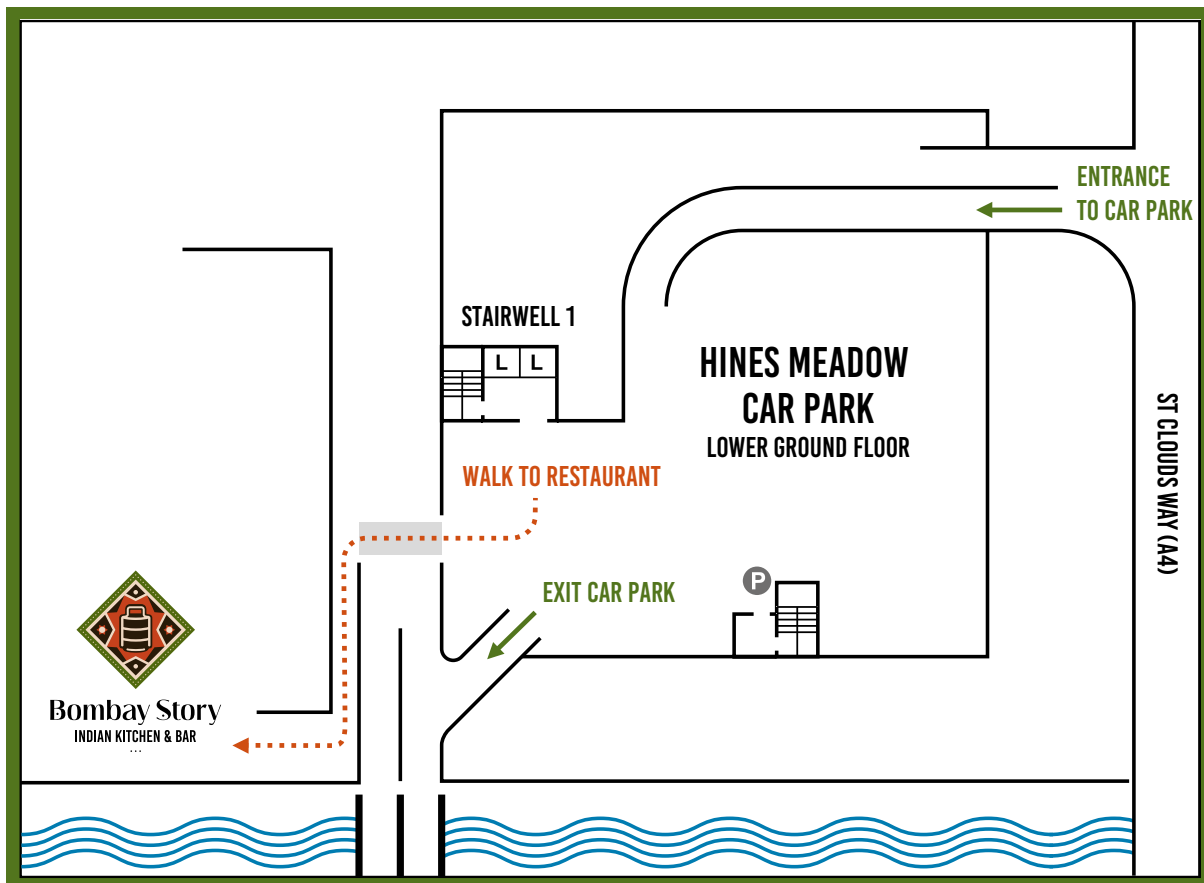 ENTRANCE
TO CAR PARK
STAIRWELL 1
L L
HINES MEADOW
CAR PARK
LOWER GROUND FLOOR
ST CLOUDS WAY (A4)
WALK TO RESTAURANT
P
EXIT CAR PARK
Bombay Story
INDIAN KITCHEN & BAR
...